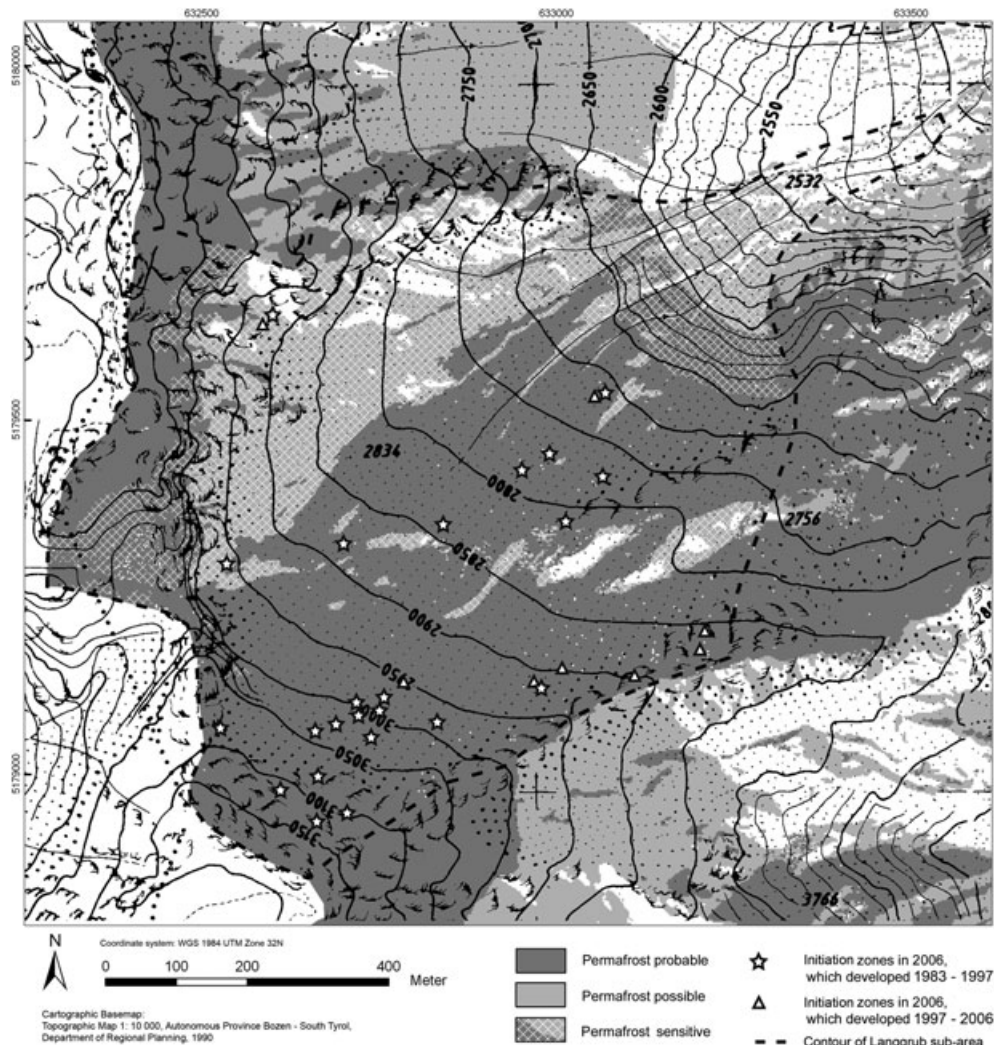 632500 633000 633500
5180000
5179500
5179000
2750
270
2650
2600
2550
2532
2834
2800
2756
2850
2900
2950
3000
3050
3100
3150
3766
N
Coordinate system: WGS 1984 UTM Zone 32N
0 100 200 400 Meter
Cartographic Basemap:
Topographic Map 1: 10 000, Autonomous Province Bozen - South Tyrol,
Department of Regional Planning, 1990
Permafrost probable
Permafrost possible
Permafrost sensitive
Initiation zones in 2006,
which developed 1983 - 1997
Initiation zones in 2006,
which developed 1997 - 2006
Contour of Langgrub sub-area